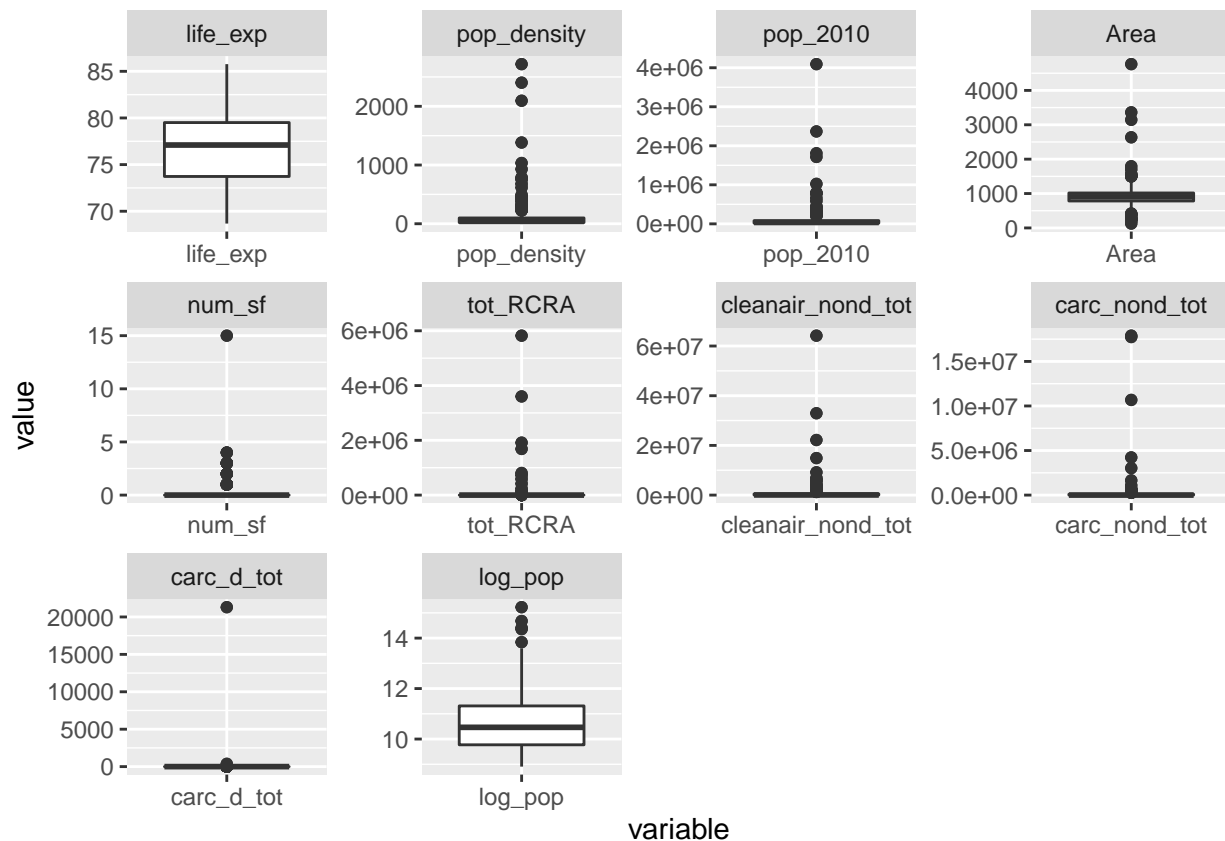 life_exp pop_density pop_2010 Area
85
80
75
70
2000
1000
0
4e+06
3e+06
2e+06
1e+06
0e+00
4000
3000
2000
1000
0
life_exp pop_density pop_2010 Area
num_sf tot_RCRA cleanair_nond_tot carc_nond_tot
15
10
5
0
6e+06
4e+06
2e+06
0e+00
6e+07
4e+07
2e+07
0e+00
1.5e+07
1.0e+07
5.0e+06
0.0e+00
num_sf tot_RCRA cleanair_nond_tot carc_nond_tot
value
carc_d_tot log_pop
20000
15000
10000
5000
0
14
12
10
carc_d_tot log_pop
variable